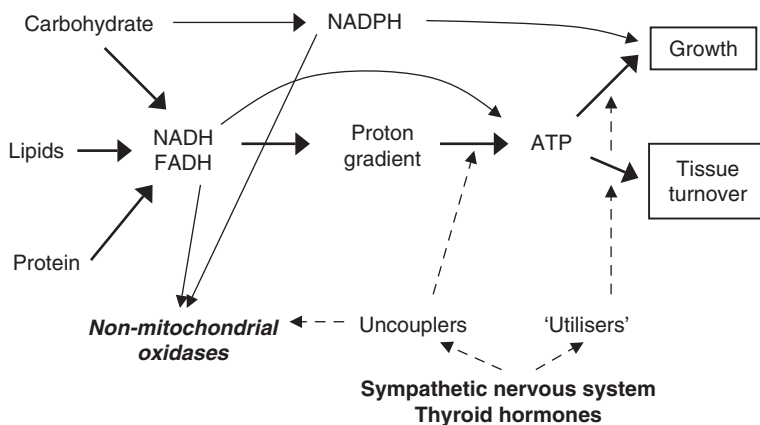 Carbohydrate
NADPH
Growth
Lipids
NADH
FADH
Proton
gradient
ATP
Tissue
turnover
Protein
Non-mitochondrial
oxidases
Uncouplers
'Utilisers'
Sympathetic nervous system
Thyroid hormones